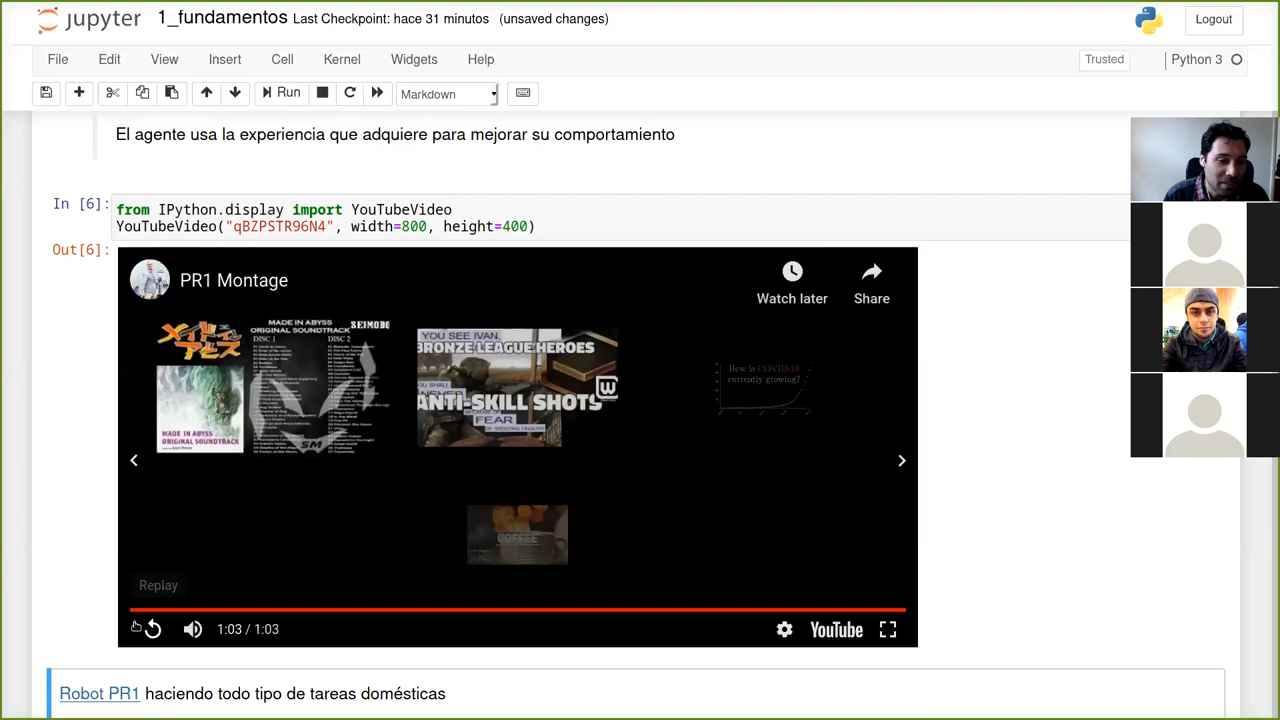 jupyter 1_fundamentos Last Checkpoint: hace 31 minutos (unsaved changes)
Logout
File Edit View Insert Cell Kernel Widgets Help
Trusted Python 3
Run Markdown
El agente usa la experiencia que adquiere para mejorar su comportamiento
In [6]: from IPython.display import YouTubeVideo
YouTubeVideo("qBZPSTR96N4", width=800, height=400)
Out[6]:
PR1 Montage
Watch later
Share
MADE IN ABYSS
ORIGINAL SOUNDTRACK
DISC 1
DISC 2
MADE IN ABYSS
ORIGINAL SOUNDTRACK
SM
YOU SEE IVAN,
BRONZE LEAGUE HEROES
YOU SHALL
ANTI-SKILL SHOTS
FEAR
How is COVID-19
currently growing?
COFFEE
Replay
1:03 / 1:03
YouTube
Robot PR1 haciendo todo tipo de tareas domésticas